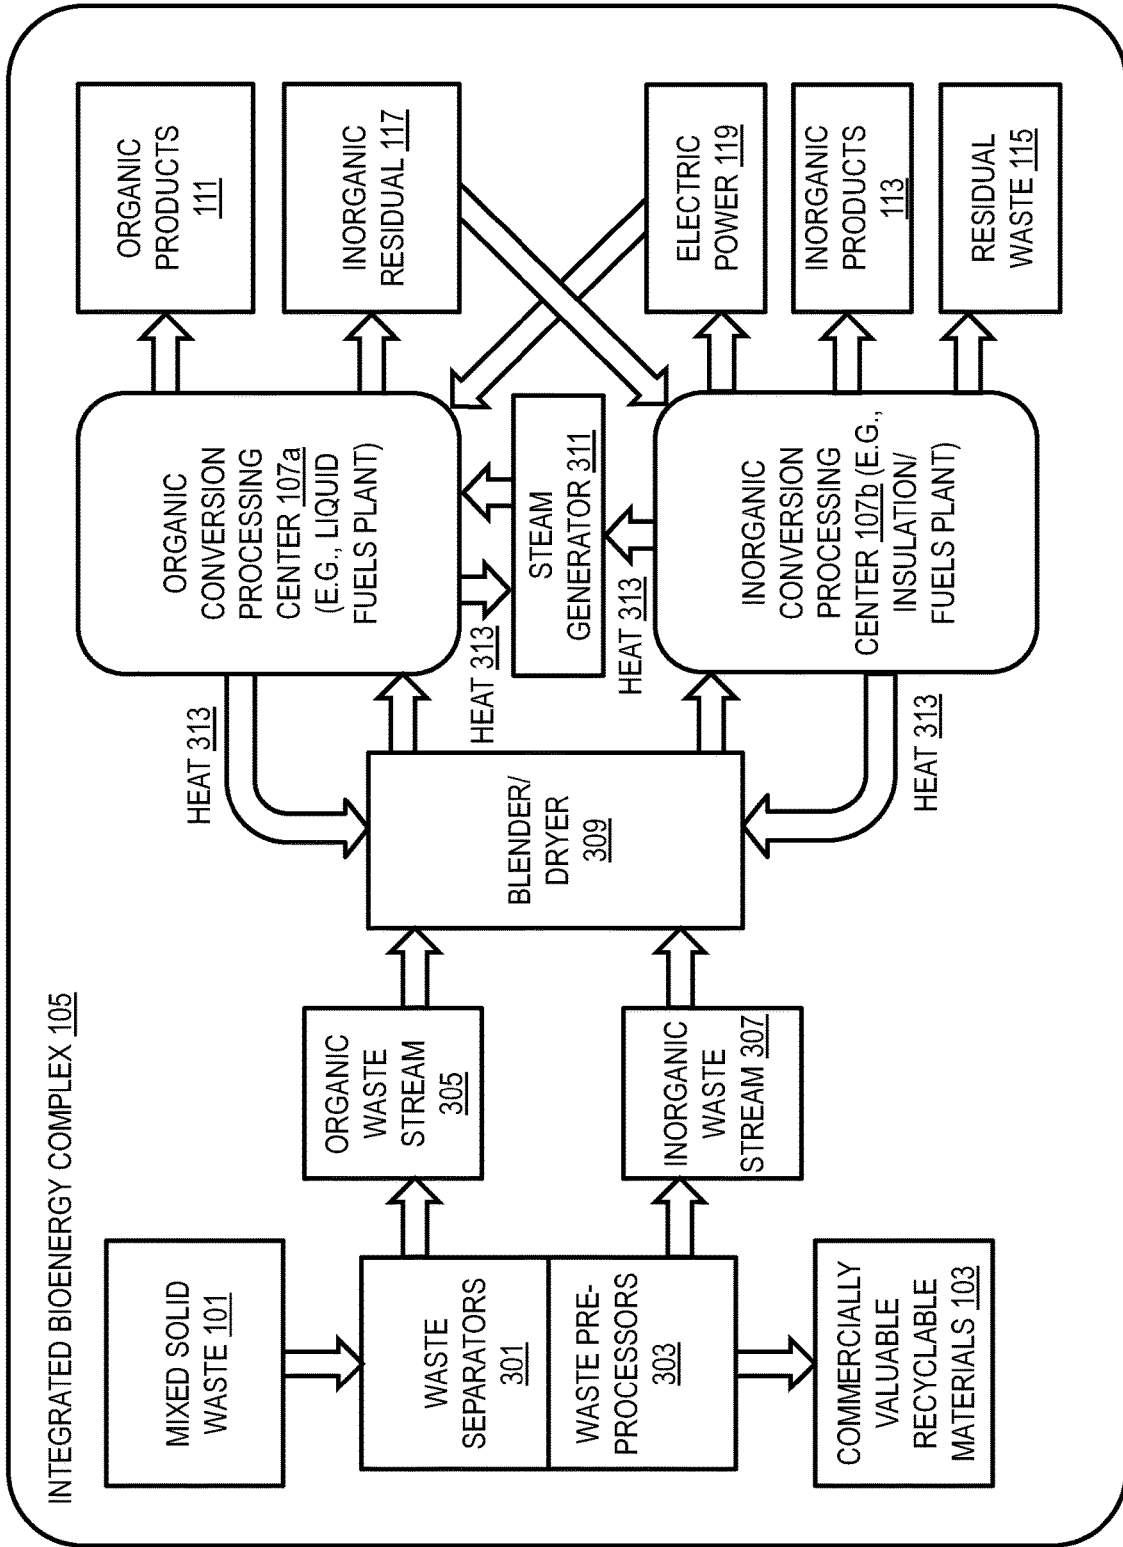 INTEGRATED BIOENERGY COMPLEX 105
MIXED SOLID
WASTE 101
WASTE
SEPARATORS
301
WASTE PRE-
PROCESSORS
303
COMMERCIALLY
VALUABLE
RECYCLABLE
MATERIALS 103
ORGANIC
WASTE
STREAM
305
INORGANIC
WASTE
STREAM 307
BLENDER/
DRYER
309
HEAT 313
HEAT 313
HEAT 313
HEAT 313
ORGANIC
CONVERSION
PROCESSING
CENTER 107a
(E.G., LIQUID
FUELS PLANT)
STEAM
GENERATOR 311
INORGANIC
CONVERSION
PROCESSING
CENTER 107b (E.G.,
INSULATION/
FUELS PLANT)
ORGANIC
PRODUCTS
111
INORGANIC
RESIDUAL 117
ELECTRIC
POWER 119
INORGANIC
PRODUCTS
113
RESIDUAL
WASTE 115